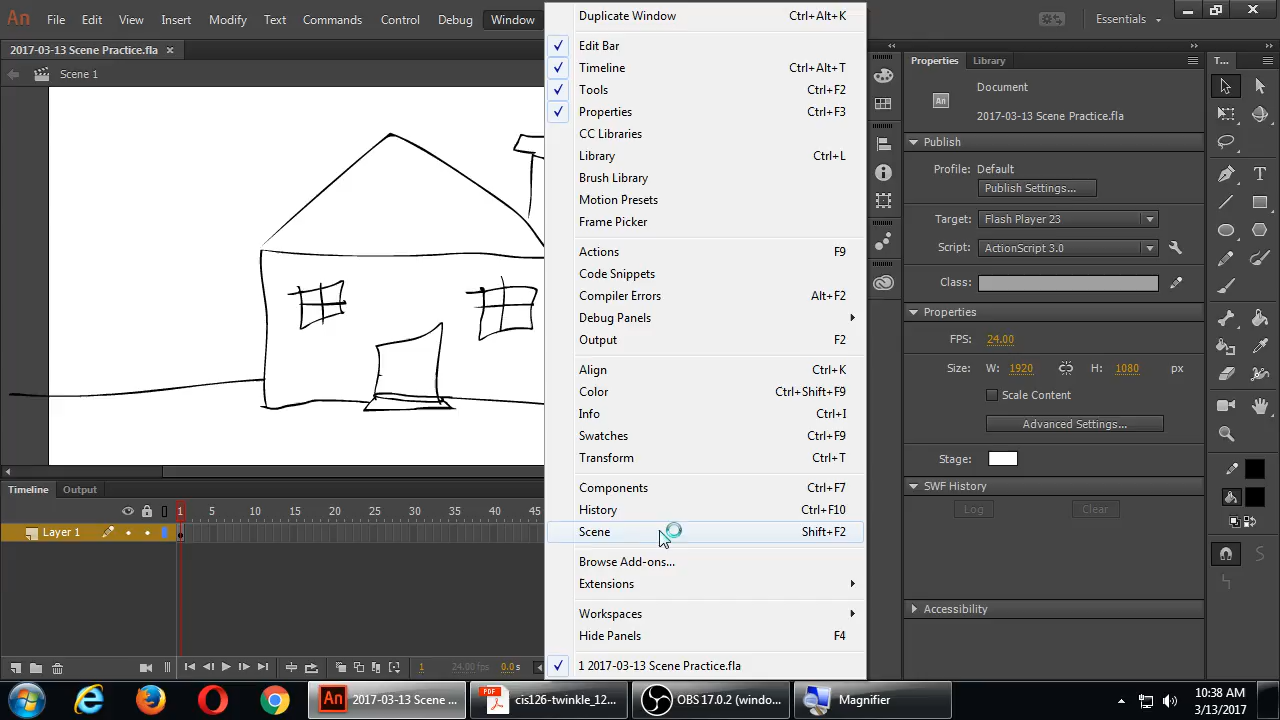 An File Edit View Insert Modify Text Commands Control Debug Window Essentials
2017-03-13 Scene Practice.fla ×
Scene 1
Duplicate Window Ctrl+Alt+K
Edit Bar
Timeline Ctrl+Alt+T
Tools Ctrl+F2
Properties Ctrl+F3
CC Libraries
Library Ctrl+L
Brush Library
Motion Presets
Frame Picker
Actions F9
Code Snippets
Compiler Errors Alt+F2
Debug Panels
Output F2
Align Ctrl+K
Color Ctrl+Shift+F9
Info Ctrl+I
Swatches Ctrl+F9
Transform Ctrl+T
Components Ctrl+F7
History Ctrl+F10
Scene Shift+F2
Browse Add-ons...
Extensions
Workspaces
Hide Panels F4
1 2017-03-13 Scene Practice.fla
Properties Library T...
An Document
2017-03-13 Scene Practice.fla
Publish
Profile: Default
Publish Settings...
Target: Flash Player 23
Script: ActionScript 3.0
Class:
Properties
FPS: 24.00
Size: W: 1920 H: 1080 px
Scale Content
Advanced Settings...
Stage:
SWF History
Log Clear
Accessibility
Timeline Output
1 5 10 15 20 25 30 35 40 45
Layer 1
1 24.00 fps 0.0 s
An 2017-03-13 Scene ...
PDF cis126-twinkle_12...
OBS 17.0.2 (windo...
Magnifier
10:38 AM
3/13/2017